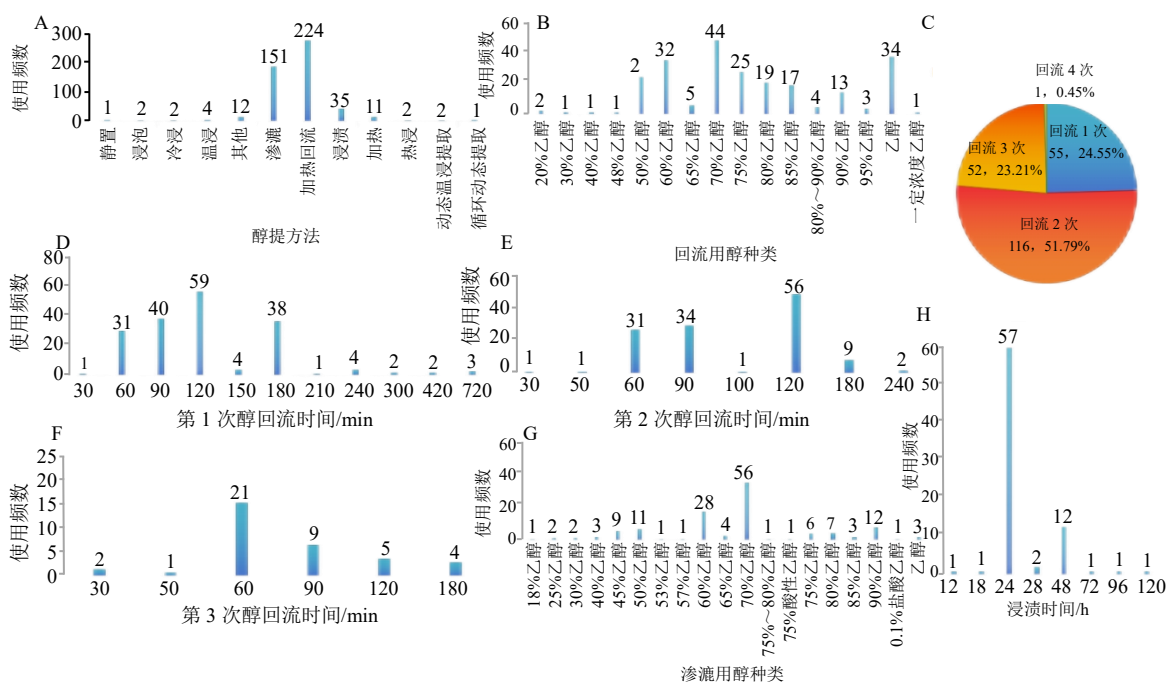 A
使用频数
300
200
100
0
1 2 2 4 12 151 224 35 11 2 2 1
静置 浸泡 冷浸 温浸 其他 渗漉 加热回流 浸渍 加热 热浸 动态温浸提取 循环动态提取
醇提方法
B
使用频数
60
40
20
0
2 1 1 1 2 32 5 44 25 19 17 4 13 3 34 1
20%乙醇 30%乙醇 40%乙醇 48%乙醇 50%乙醇 60%乙醇 65%乙醇 70%乙醇 75%乙醇 80%乙醇 85%乙醇 80%～90%乙醇 90%乙醇 95%乙醇 乙醇 一定浓度乙醇
回流用醇种类
C
回流 4 次
1, 0.45%
回流 1 次
55, 24.55%
回流 3 次
52, 23.21%
回流 2 次
116, 51.79%
D
使用频数
80
60
40
20
0
1 31 40 59 4 38 1 4 2 2 3
30 60 90 120 150 180 210 240 300 420 720
第 1 次醇回流时间/min
E
使用频数
60
40
20
0
1 1 31 34 1 56 9 2
30 50 60 90 100 120 180 240
第 2 次醇回流时间/min
F
使用频数
25
20
15
10
5
0
2 1 21 9 5 4
30 50 60 90 120 180
第 3 次醇回流时间/min
G
使用频数
60
40
20
0
1 2 2 3 9 11 1 1 28 4 56 1 1 6 7 3 12 1 3
18%乙醇 25%乙醇 30%乙醇 40%乙醇 45%乙醇 50%乙醇 53%乙醇 57%乙醇 60%乙醇 65%乙醇 70%乙醇 75%～80%乙醇 75%酸性乙醇 75%乙醇 80%乙醇 85%乙醇 90%乙醇 0.1%盐酸乙醇 乙醇
渗漉用醇种类
H
使用频数
60
50
40
30
20
10
0
1 1 57 2 12 1 1 1
12 18 24 28 48 72 96 120
浸渍时间/h